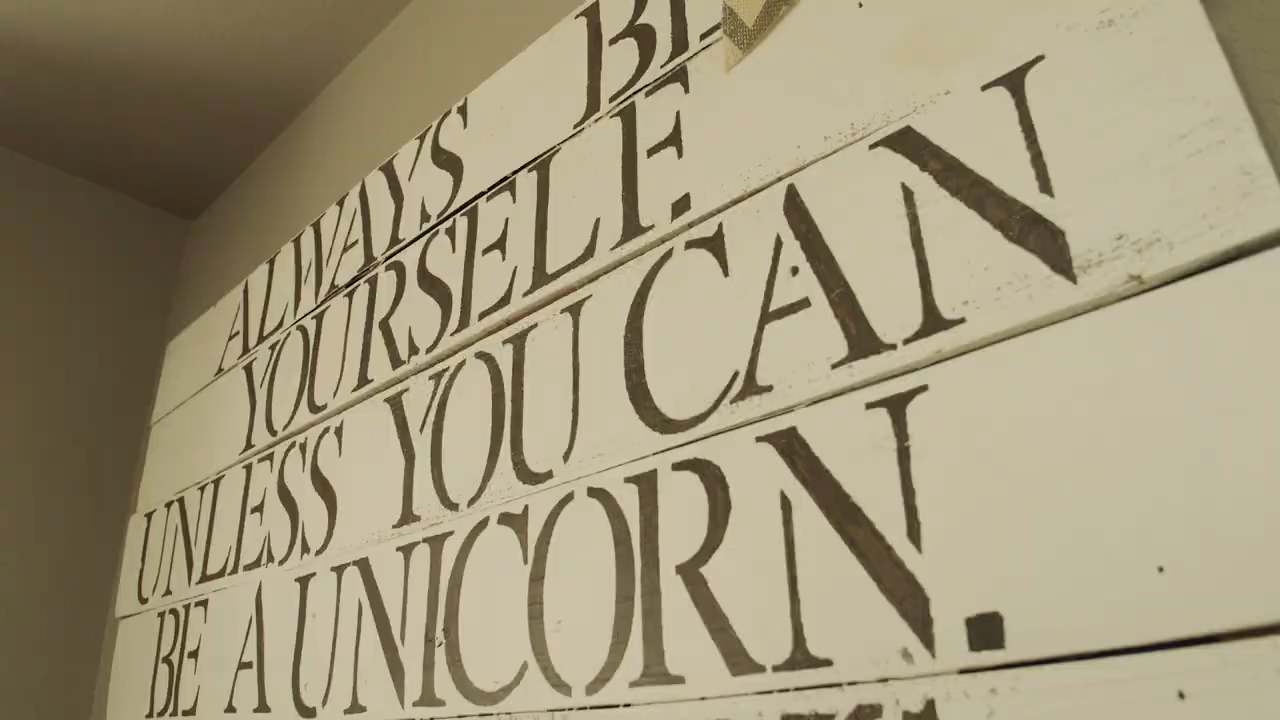 ALWAYS BE
YOURSELF.
UNLESS YOU CAN
BE A UNICORN.